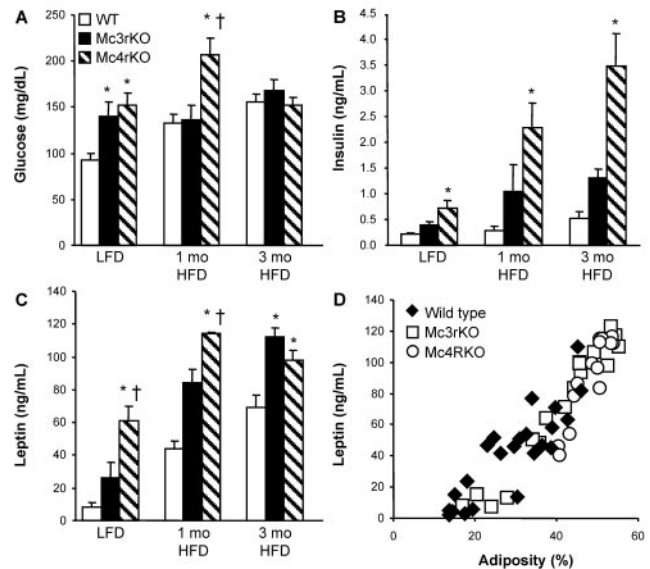 A
WT
Mc3rKO
Mc4rKO
Glucose (mg/dL)
250
200
150
100
50
0
* * * †
LFD 1 mo HFD 3 mo HFD
B
Insulin (ng/mL)
4.5
4.0
3.5
3.0
2.5
2.0
1.5
1.0
0.5
0.0
* * *
LFD 1 mo HFD 3 mo HFD
C
Leptin (ng/mL)
140
120
100
80
60
40
20
0
* † * † * *
LFD 1 mo HFD 3 mo HFD
D
Wild type
Mc3rKO
Mc4RKO
Leptin (ng/mL)
140
120
100
80
60
40
20
0
0 10 20 30 40 50 60
Adiposity (%)